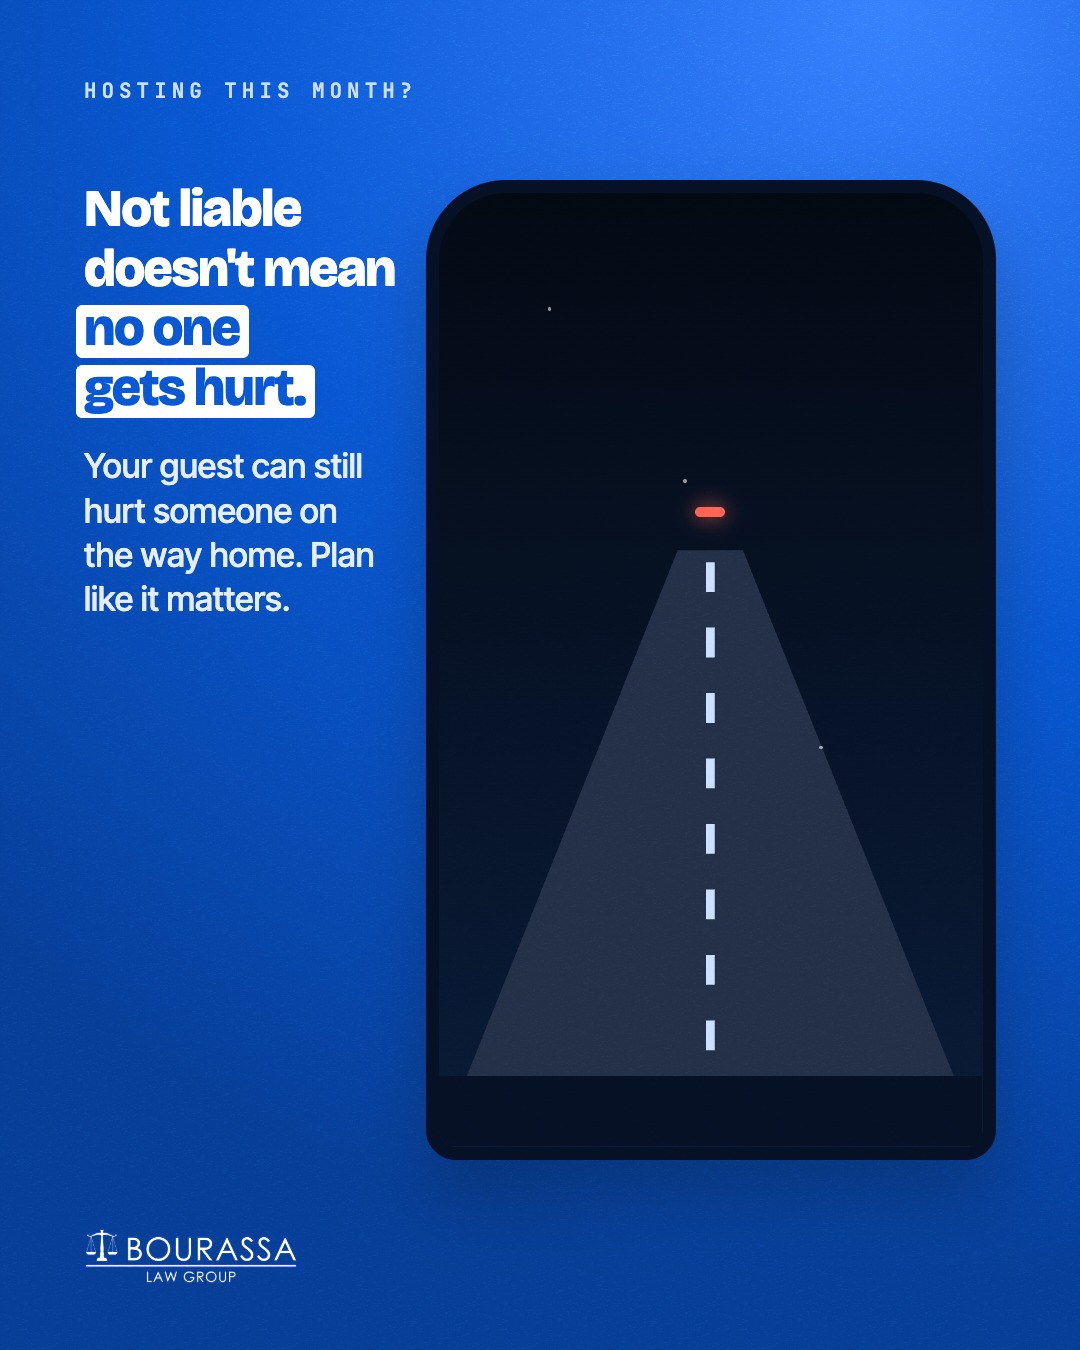 HOSTING THIS MONTH?
Not liable
doesn't mean
no one
gets hurt.
Your guest can still
hurt someone on
the way home. Plan
like it matters.
BOURASSA
LAW GROUP